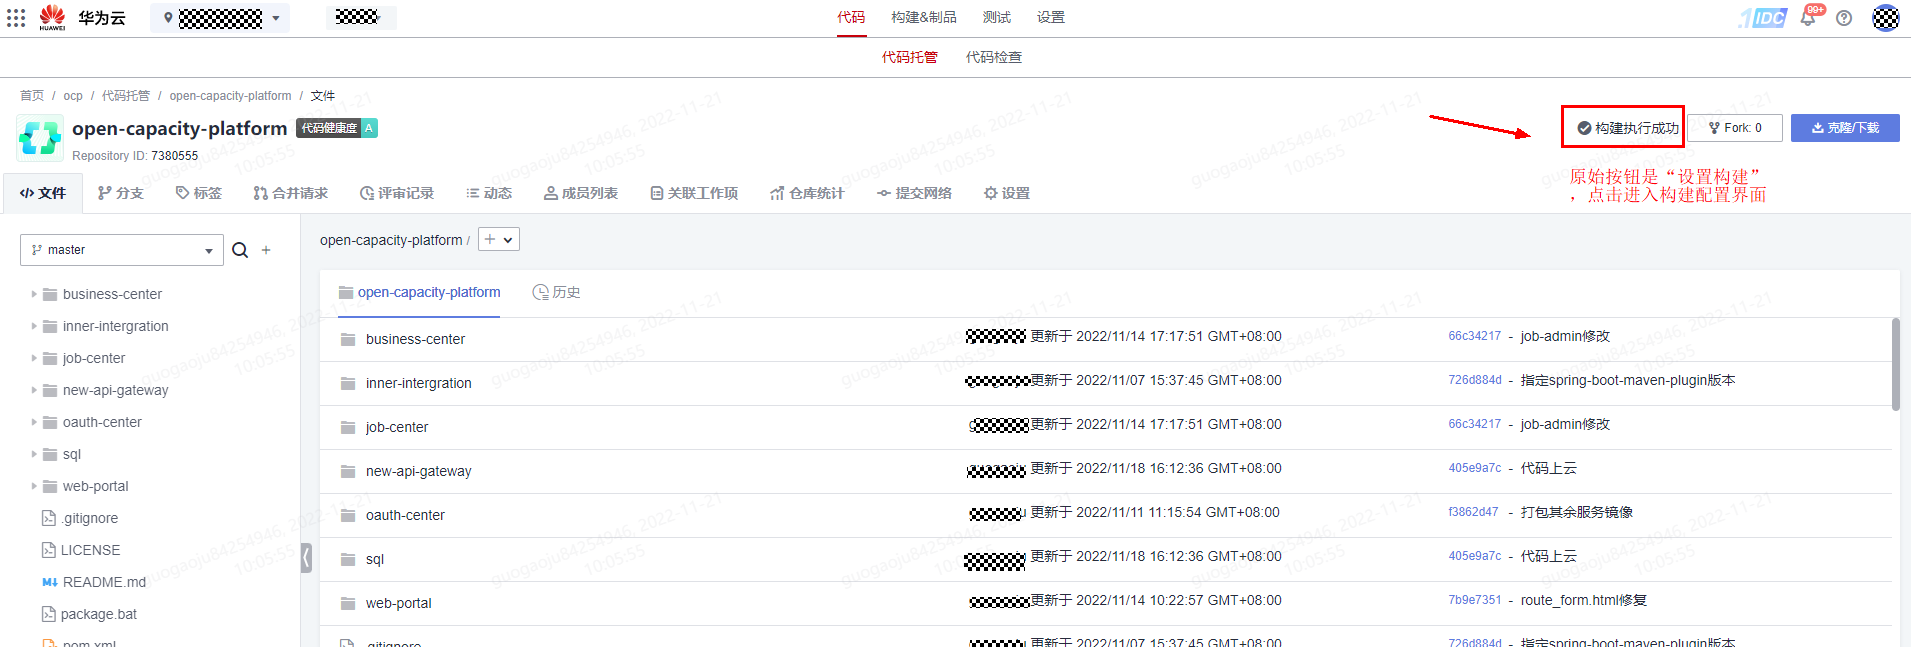 HUAWEI
华为云
代码
构建&制品
测试
设置
1IDC
99+
代码托管
代码检查
首页 / ocp / 代码托管 / open-capacity-platform / 文件
open-capacity-platform
代码健康度 A
Repository ID: 7380555
构建执行成功
Fork: 0
克隆/下载
原始按钮是“设置构建”
，点击进入构建配置界面
文件
分支
标签
合并请求
评审记录
动态
成员列表
关联工作项
仓库统计
提交网络
设置
master
business-center
inner-intergration
job-center
new-api-gateway
oauth-center
sql
web-portal
.gitignore
LICENSE
README.md
package.bat
pom.xml
open-capacity-platform /
open-capacity-platform
历史
business-center 更新于 2022/11/14 17:17:51 GMT+08:00 66c34217 - job-admin修改
inner-intergration 更新于 2022/11/07 15:37:45 GMT+08:00 726d884d - 指定spring-boot-maven-plugin版本
job-center 更新于 2022/11/14 17:17:51 GMT+08:00 66c34217 - job-admin修改
new-api-gateway 更新于 2022/11/18 16:12:36 GMT+08:00 405e9a7c - 代码上云
oauth-center 更新于 2022/11/11 11:15:54 GMT+08:00 f3862d47 - 打包其余服务镜像
sql 更新于 2022/11/18 16:12:36 GMT+08:00 405e9a7c - 代码上云
web-portal 更新于 2022/11/14 10:22:57 GMT+08:00 7b9e7351 - route_form.html修复
.gitignore 更新于 2022/11/07 15:37:45 GMT+08:00 726d884d - 指定spring-boot-maven-plugin版本
guogaoju84254946, 2022-11-21
10:05:55